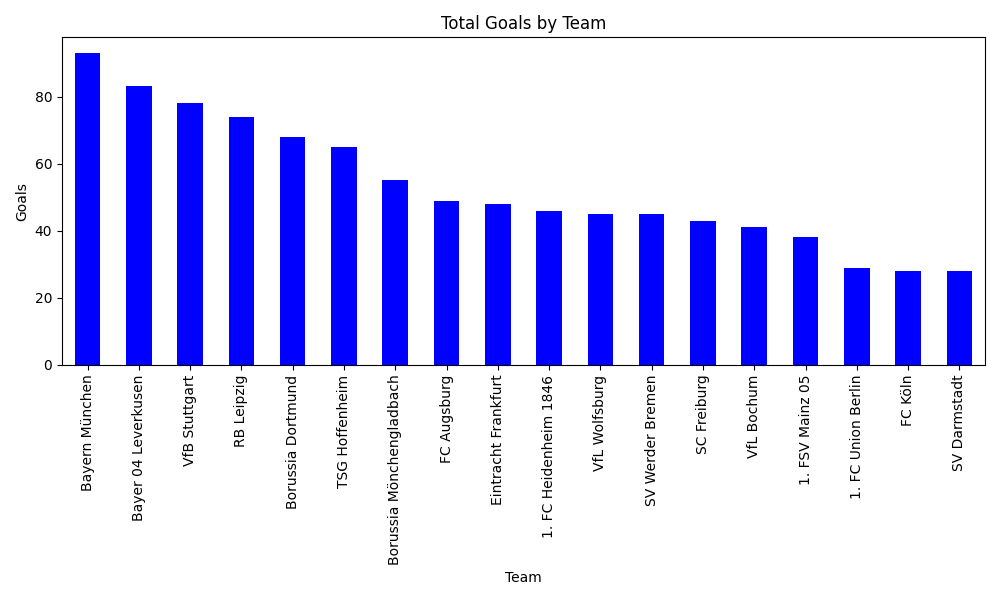 Total Goals by Team
Goals
80
60
40
20
0
Bayern München
Bayer 04 Leverkusen
VfB Stuttgart
RB Leipzig
Borussia Dortmund
TSG Hoffenheim
Borussia Mönchengladbach
FC Augsburg
Eintracht Frankfurt
1. FC Heidenheim 1846
VfL Wolfsburg
SV Werder Bremen
SC Freiburg
VfL Bochum
1. FSV Mainz 05
1. FC Union Berlin
FC Köln
SV Darmstadt
Team